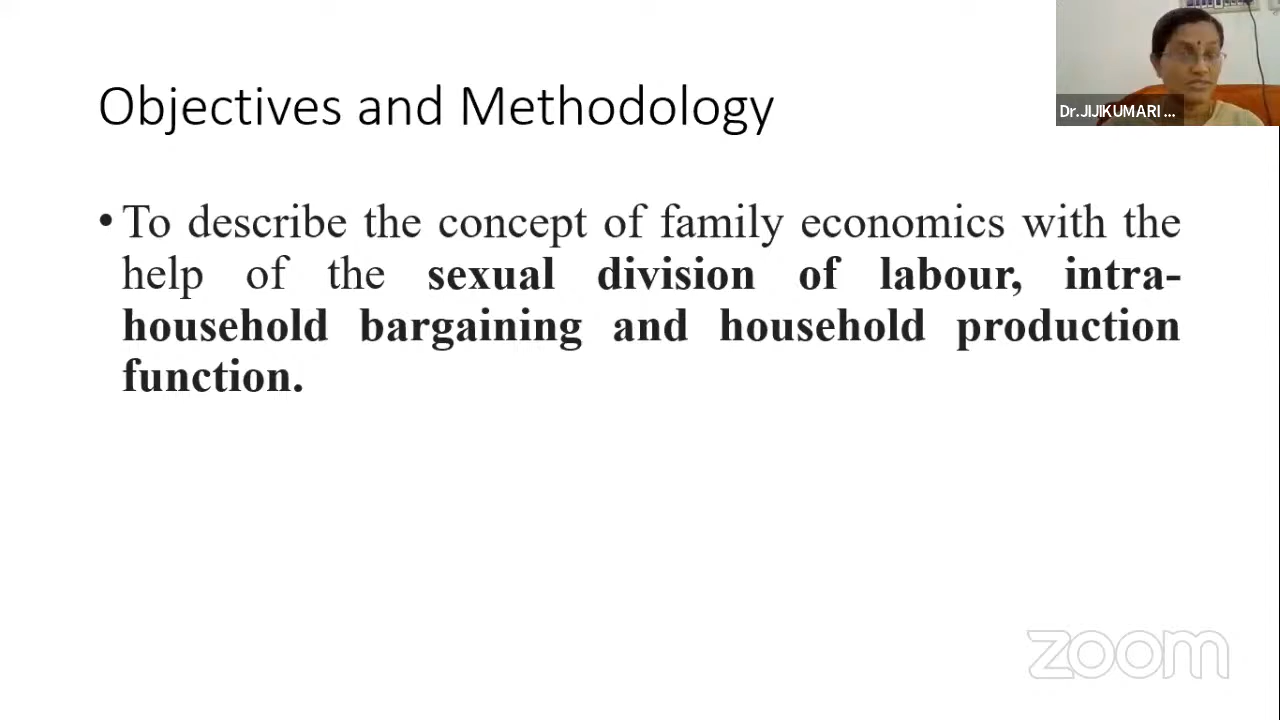 Objectives and Methodology
Dr.JIJIKUMARI ...
• To describe the concept of family economics with the
help of the sexual division of labour, intra-
household bargaining and household production
function.
zoom